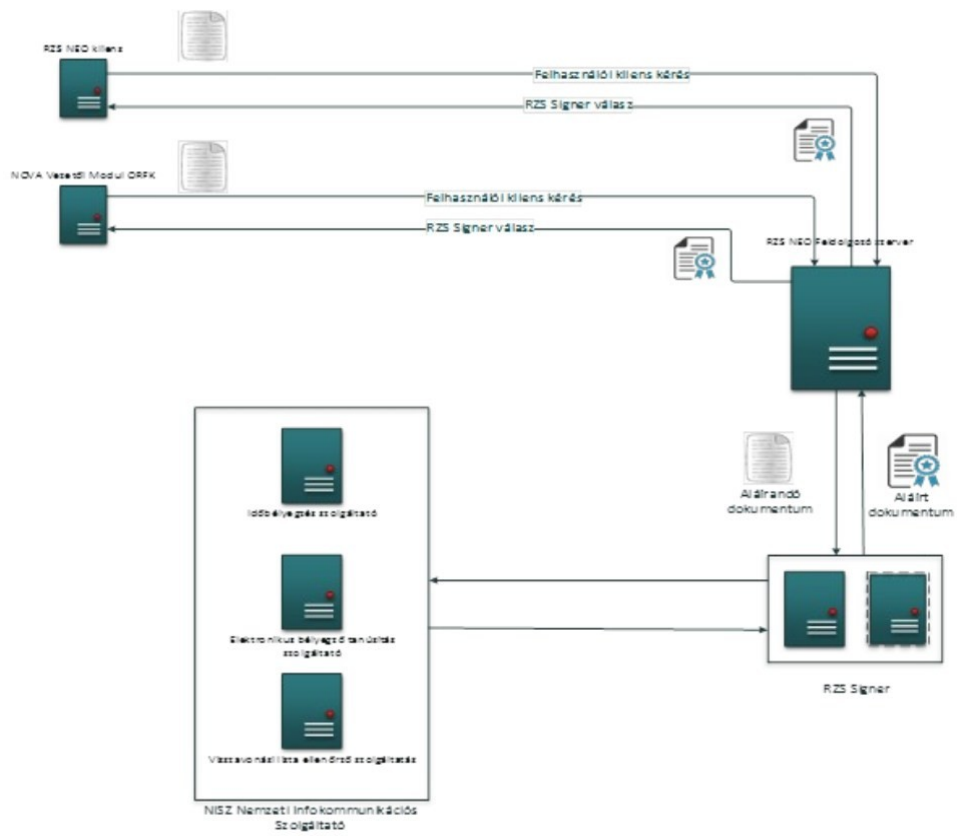 RZS NEO kliens
Felhasználói kliens kérés
RZS Signer válasz
NOVA Vezetői Modul ORFK
Felhasználói kliens kérés
RZS Signer válasz
RZS NEO Feldolgozó szerver
Aláírandó
dokumentum
Aláírt
dokumentum
Időbélyegzés szolgáltató
Elektronikus bélyegző tanúsítás
szolgáltató
Visszavonási lista ellenőrző szolgáltatás
RZS Signer
NISZ Nemzeti Infokommunikációs
Szolgáltató